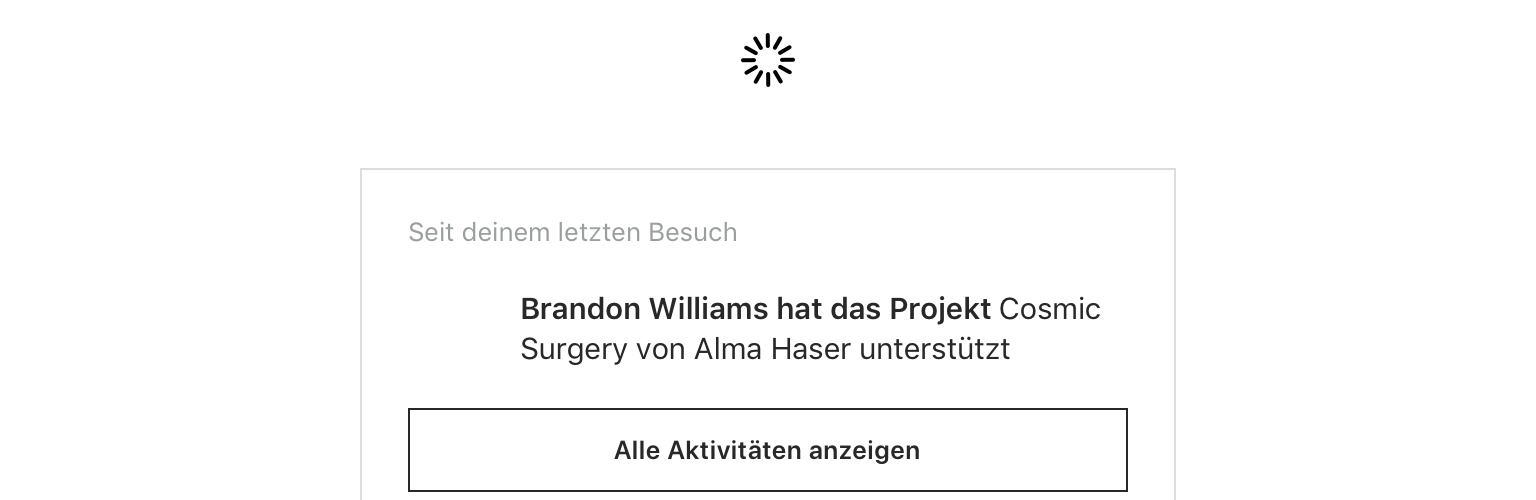 Seit deinem letzten Besuch
Brandon Williams hat das Projekt Cosmic
Surgery von Alma Haser unterstützt
Alle Aktivitäten anzeigen